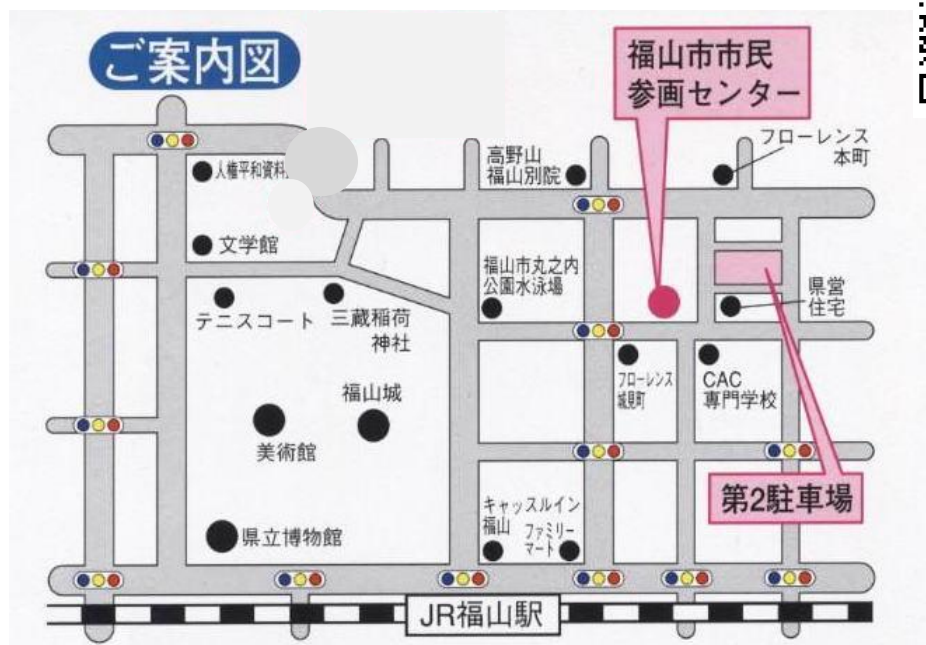 ご案内図
福山市市民
参画センター
フローレンス
本町
高野山
福山別院
人権平和資料
文学館
福山市丸之内
公園水泳場
県営
住宅
テニスコート
三蔵稲荷
神社
フローレンス
城見町
CAC
専門学校
福山城
美術館
第2駐車場
キャッスルイン
福山
ファミリー
マート
県立博物館
JR福山駅